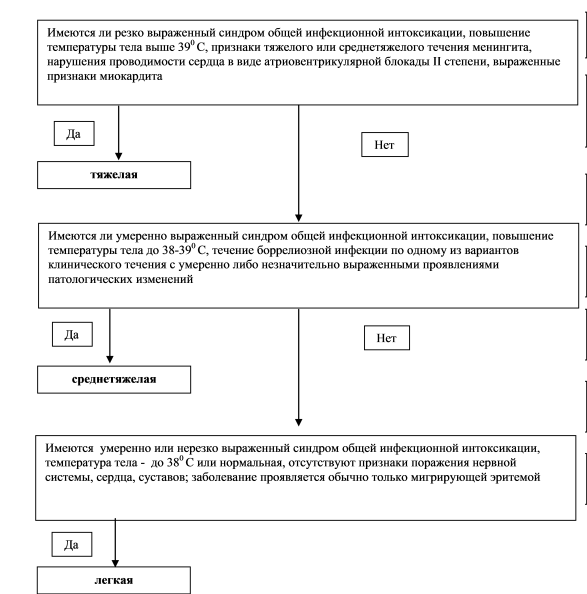 Имеются ли резко выраженный синдром общей инфекционной интоксикации, повышение
температуры тела выше 39⁰ С, признаки тяжелого или среднетяжелого течения менингита,
нарушения проводимости сердца в виде атриовентрикулярной блокады II степени, выраженные
признаки миокардита
Да
Нет
тяжелая
Имеются ли умеренно выраженный синдром общей инфекционной интоксикации, повышение
температуры тела до 38-39⁰ С, течение боррелиозной инфекции по одному из вариантов
клинического течения с умеренно либо незначительно выраженными проявлениями
патологических изменений
Да
Нет
среднетяжелая
Имеются умеренно или нерезко выраженный синдром общей инфекционной интоксикации,
температура тела - до 38⁰ С или нормальная, отсутствуют признаки поражения нервной
системы, сердца, суставов; заболевание проявляется обычно только мигрирующей эритемой
Да
легкая